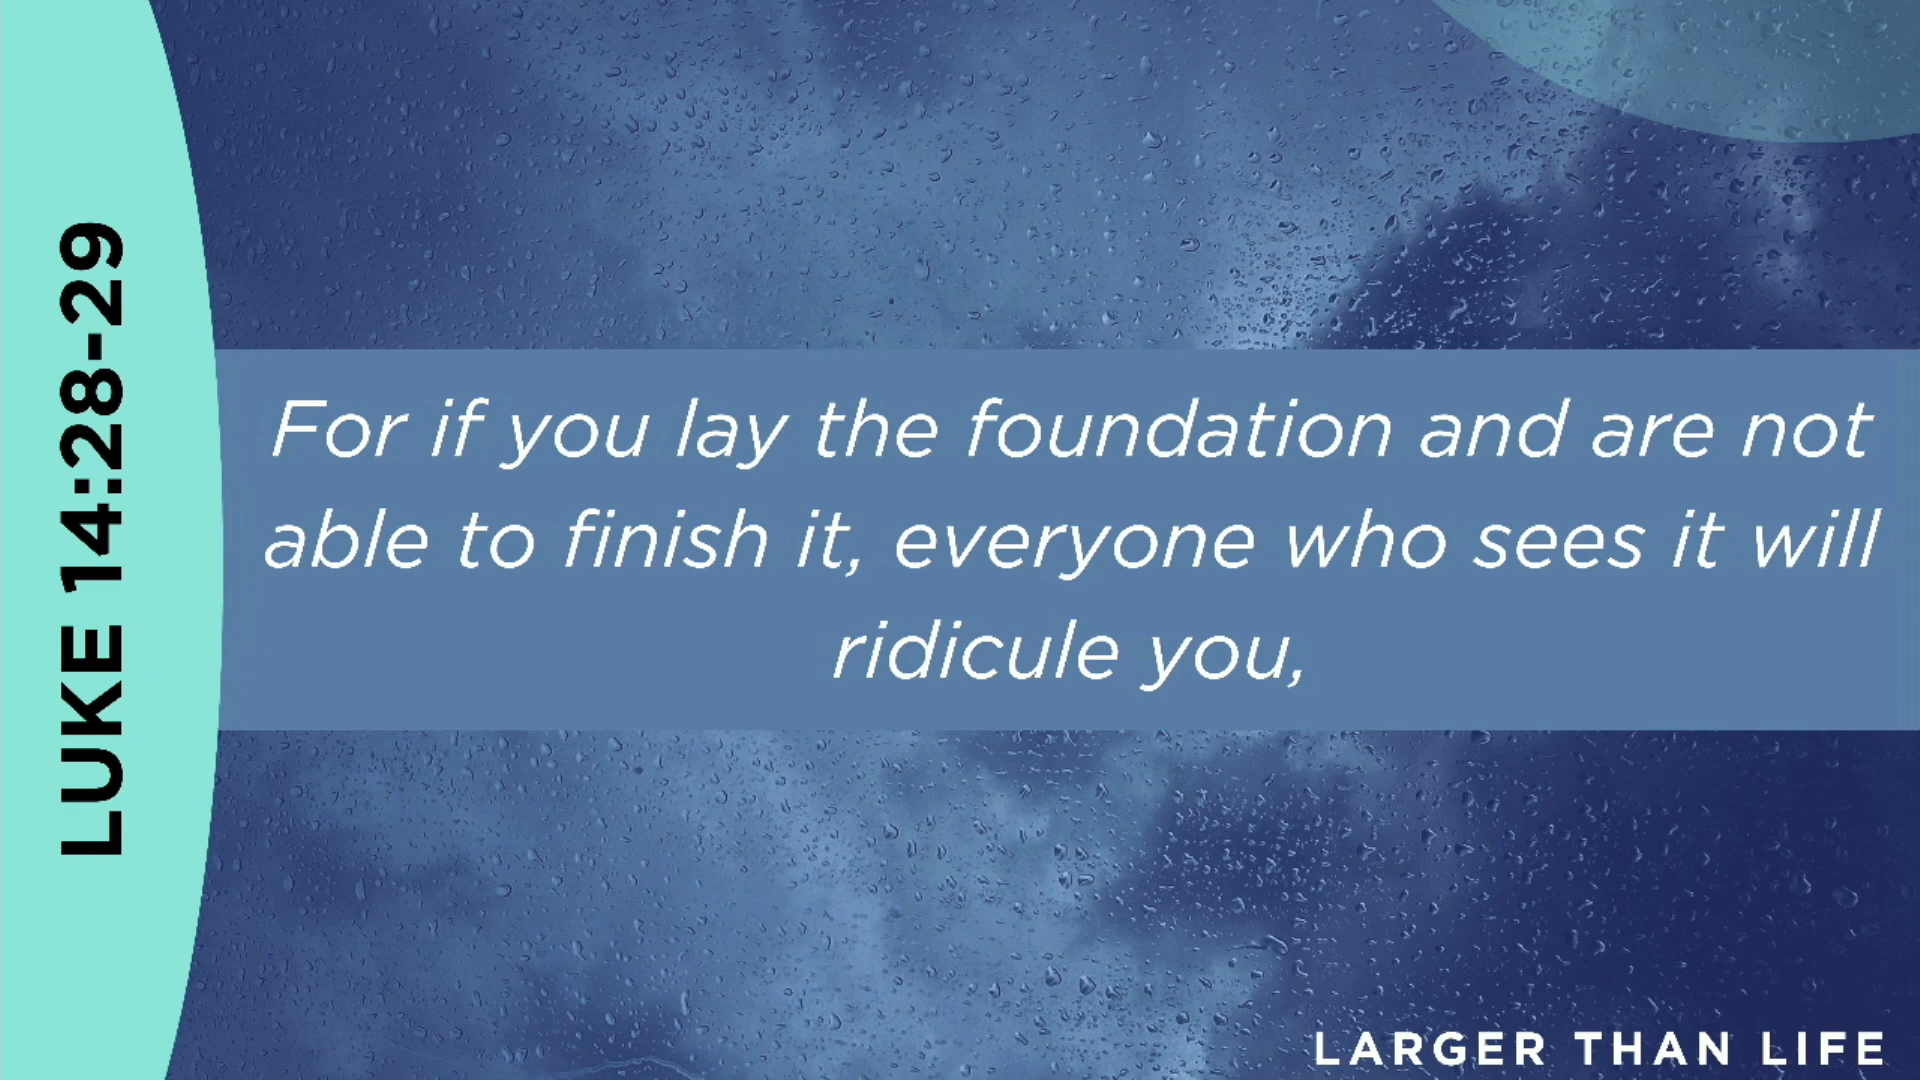 LUKE 14:28-29
For if you lay the foundation and are not
able to finish it, everyone who sees it will
ridicule you,
LARGER THAN LIFE